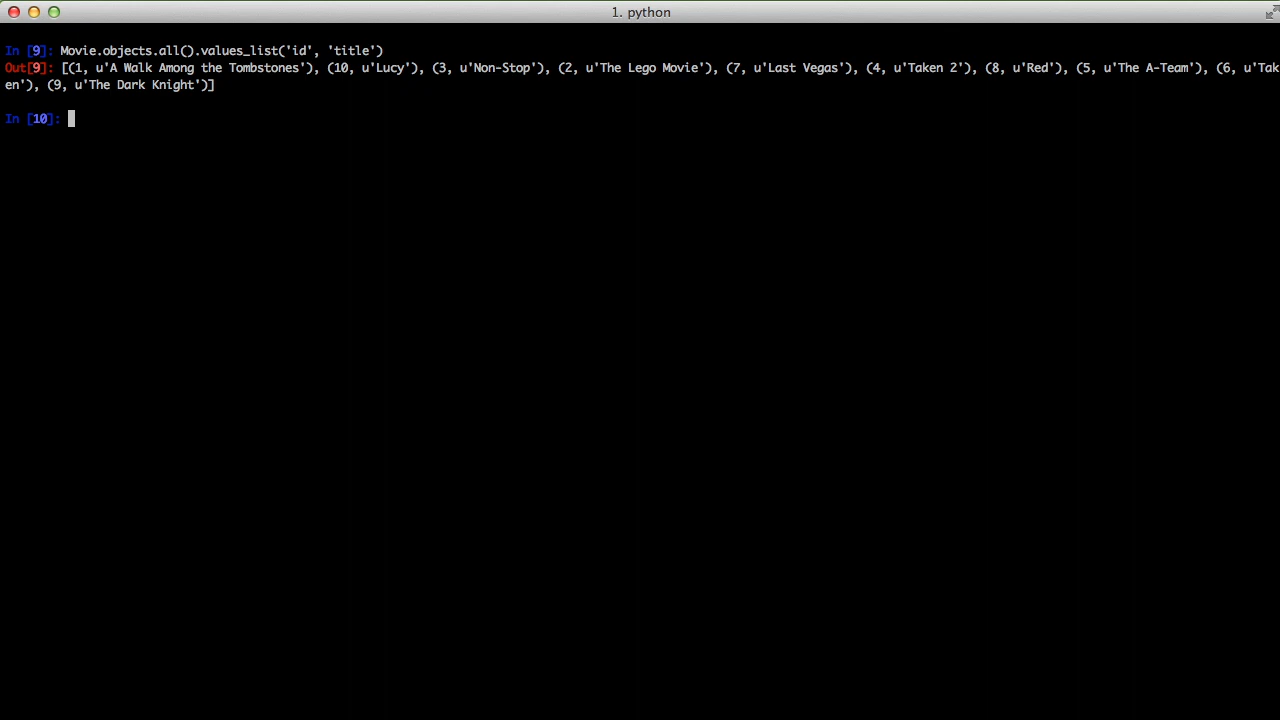 1. python
In [9]: Movie.objects.all().values_list('id', 'title')
Out[9]: [(1, u'A Walk Among the Tombstones'), (10, u'Lucy'), (3, u'Non-Stop'), (2, u'The Lego Movie'), (7, u'Last Vegas'), (4, u'Taken 2'), (8, u'Red'), (5, u'The A-Team'), (6, u'Tak
en'), (9, u'The Dark Knight')]
In [10]: